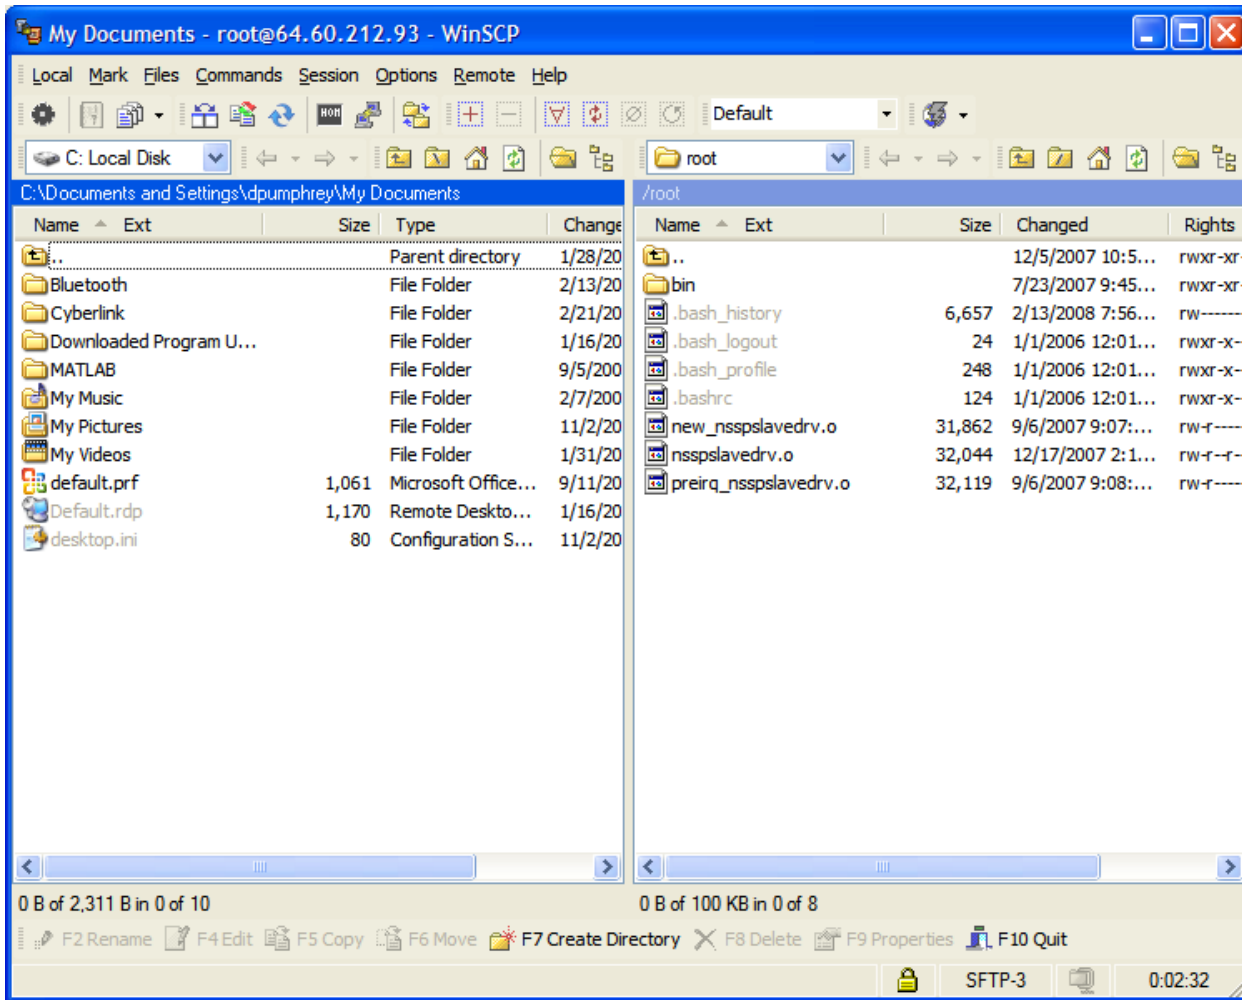 My Documents - root@64.60.212.93 - WinSCP
Local Mark Files Commands Session Options Remote Help
Default
C: Local Disk root
C:\Documents and Settings\dpumphrey\My Documents /root
Name Ext Size Type Change Name Ext Size Changed Rights
.. Parent directory 1/28/20 .. 12/5/2007 10:5... rwxr-xr-
Bluetooth File Folder 2/13/20 bin 7/23/2007 9:45... rwxr-xr-
Cyberlink File Folder 2/21/20 .bash_history 6,657 2/13/2008 7:56... rw------
Downloaded Program U... File Folder 1/16/20 .bash_logout 24 1/1/2006 12:01... rwxr-x--
MATLAB File Folder 9/5/200 .bash_profile 248 1/1/2006 12:01... rwxr-x--
My Music File Folder 2/7/200 .bashrc 124 1/1/2006 12:01... rwxr-x--
My Pictures File Folder 11/2/20 new_nsspslavedrv.o 31,862 9/6/2007 9:07:... rw-r----
My Videos File Folder 1/31/20 nsspslavedrv.o 32,044 12/17/2007 2:1... rw-r--r--
default.prf 1,061 Microsoft Office... 9/11/20 preirq_nsspslavedrv.o 32,119 9/6/2007 9:08:... rw-r----
Default.rdp 1,170 Remote Deskto... 1/16/20
desktop.ini 80 Configuration S... 11/2/20
0 B of 2,311 B in 0 of 10 0 B of 100 KB in 0 of 8
F2 Rename F4 Edit F5 Copy F6 Move F7 Create Directory F8 Delete F9 Properties F10 Quit
SFTP-3 0:02:32